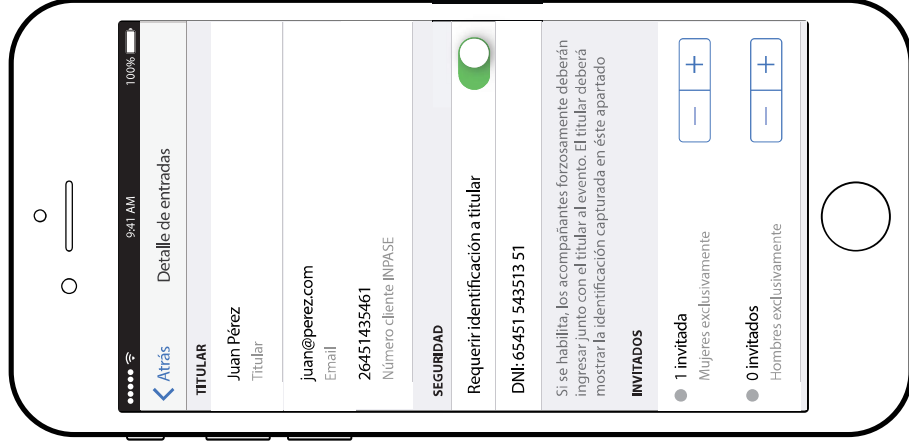 9:41 AM
100%
Atrás
Detalle de entradas
TITULAR
Juan Pérez
Titular
juan@perez.com
Email
26451435461
Número cliente INPASE
SEGURIDAD
Requerir identificación a titular
DNI: 65451 543513 51
Si se habilita, los acompañantes forzosamente deberán
ingresar junto con el titular al evento. El titular deberá
mostrar la identificación capturada en éste apartado
INVITADOS
1 invitada
Mujeres exclusivamente
0 invitados
Hombres exclusivamente